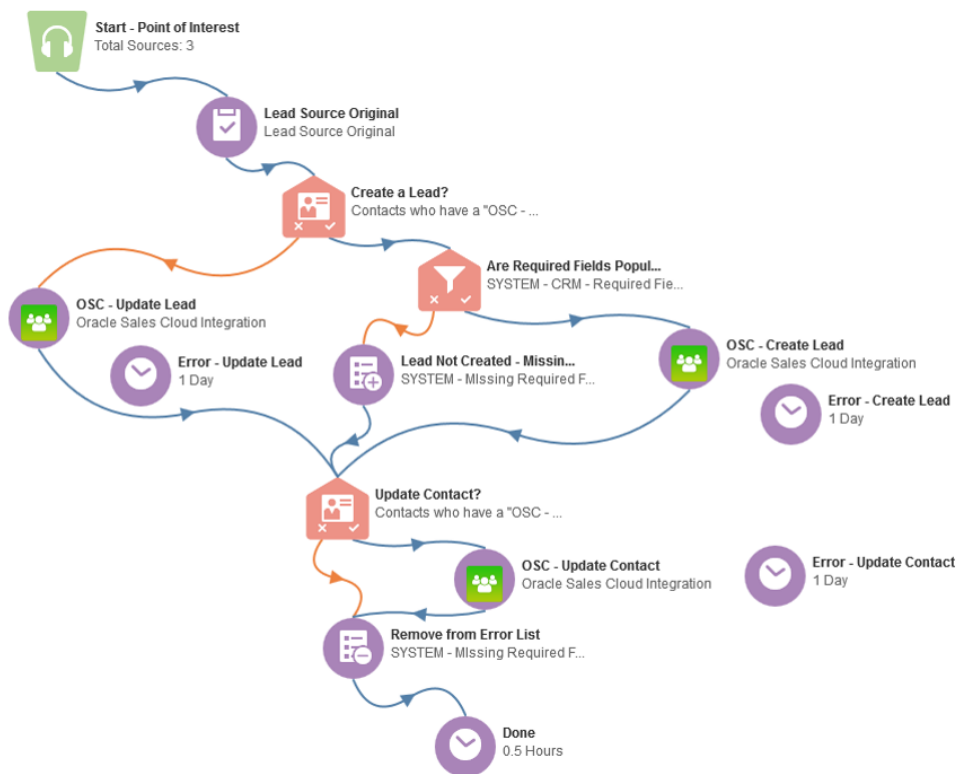 Start - Point of Interest
Total Sources: 3
Lead Source Original
Lead Source Original
Create a Lead?
Contacts who have a "OSC - ...
Are Required Fields Popul...
SYSTEM - CRM - Required Fie...
OSC - Update Lead
Oracle Sales Cloud Integration
OSC - Create Lead
Oracle Sales Cloud Integration
Error - Update Lead
1 Day
Lead Not Created - Missin...
SYSTEM - MIssing Required F...
Error - Create Lead
1 Day
Update Contact?
Contacts who have a "OSC - ...
OSC - Update Contact
Oracle Sales Cloud Integration
Error - Update Contact
1 Day
Remove from Error List
SYSTEM - MIssing Required F...
Done
0.5 Hours